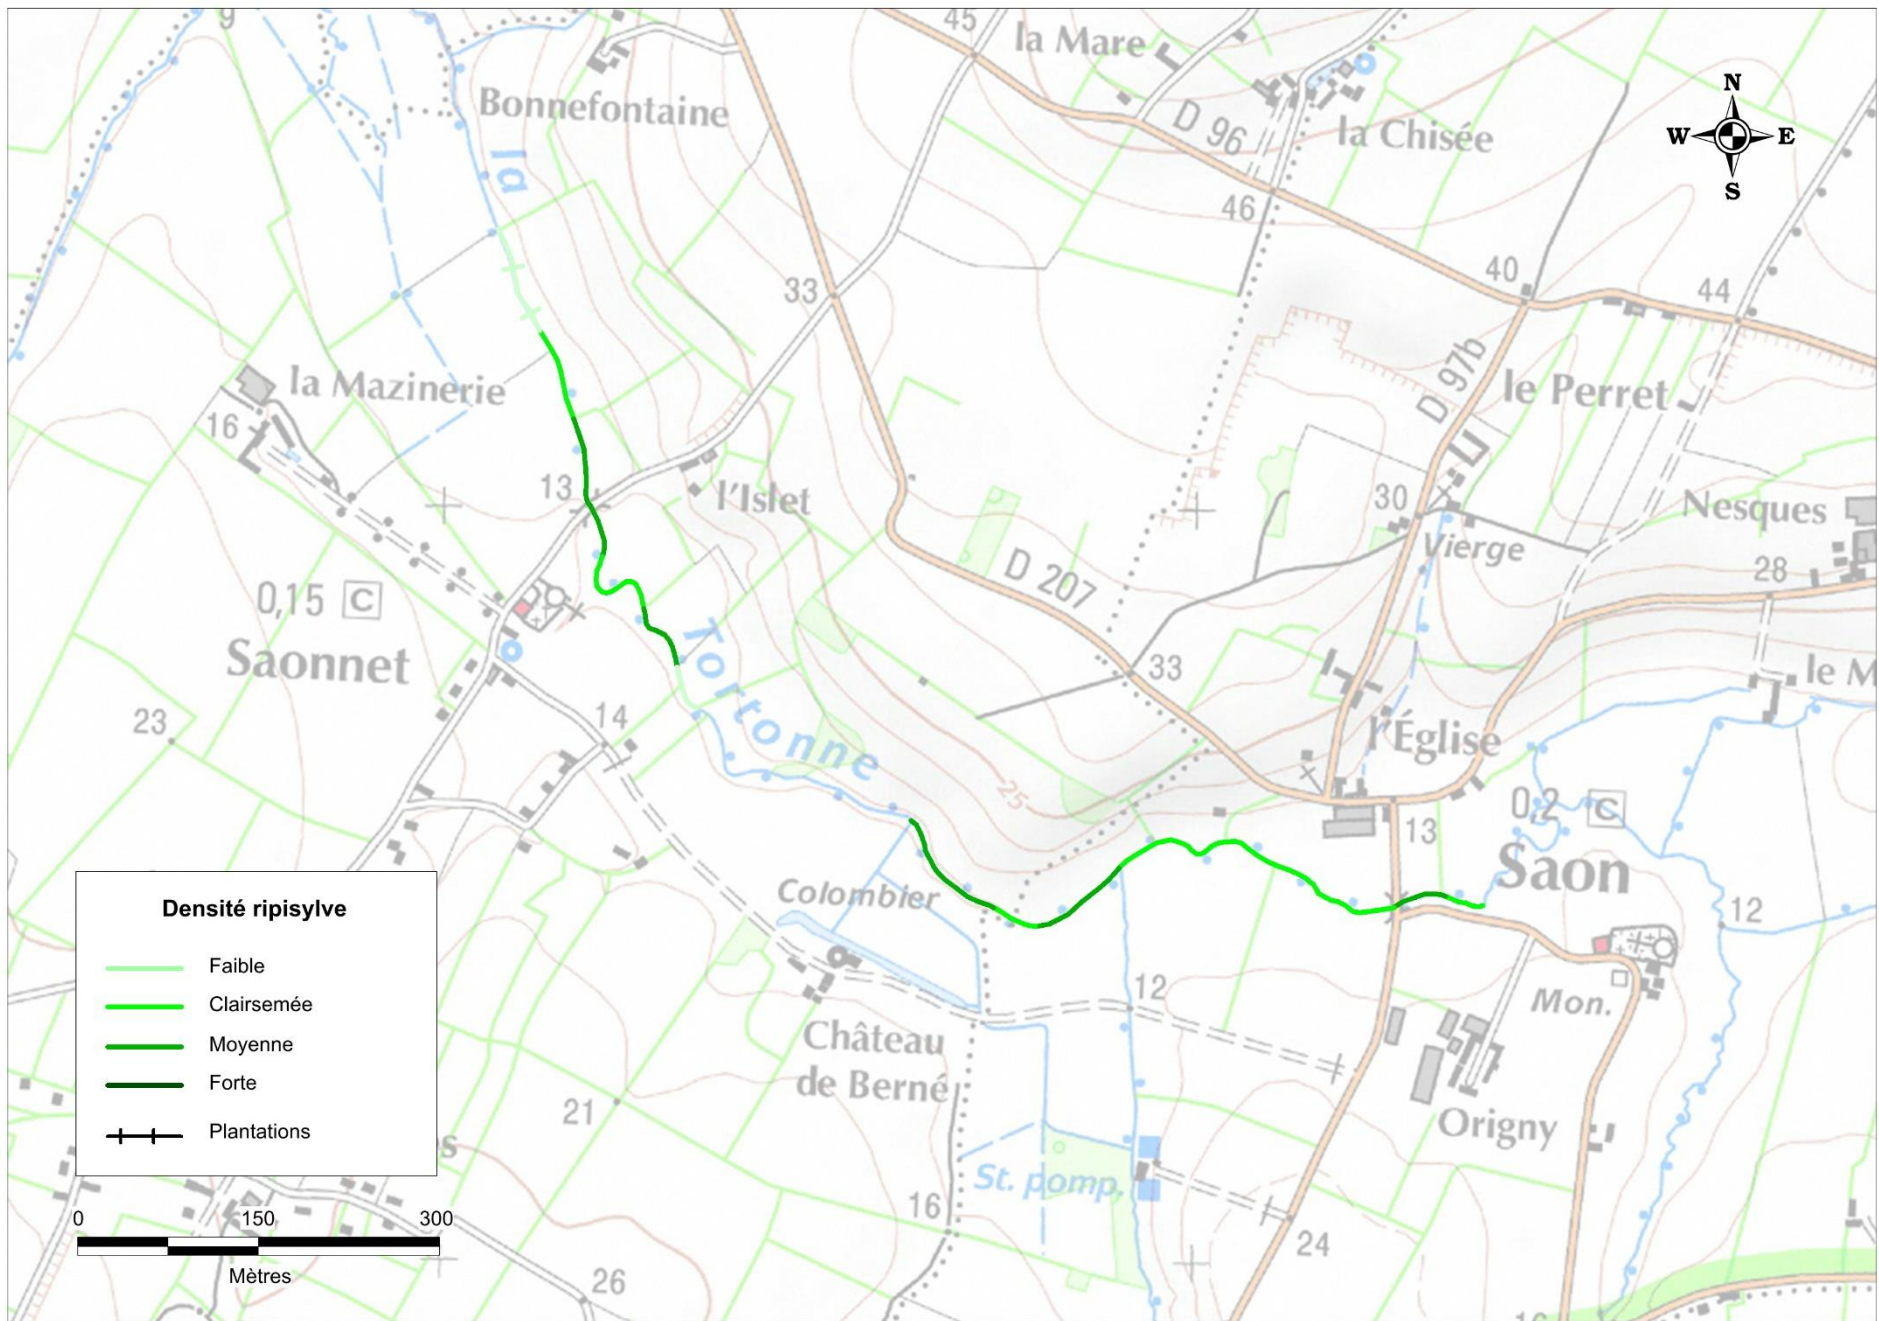 9
45
la Mare
Bonnefontaine
D 96
la Chisée
N
W E
S
la
46
33
40
44
la Mazinerie
16
D 97b
le Perret
13
l'Islet
30
Nesques
Vierge
28
0,15 C
D 207
Saonnet
Tortonne
33
le M
23
14
l'Église
25
0,2 C
13
Saon
Colombier
12
Densité ripisylve
Faible
Clairsemée
Moyenne
Forte
Plantations
12
Mon.
Château
de Berné
21
Origny
St. pomp.
16
0 150 300
Mètres
24
26